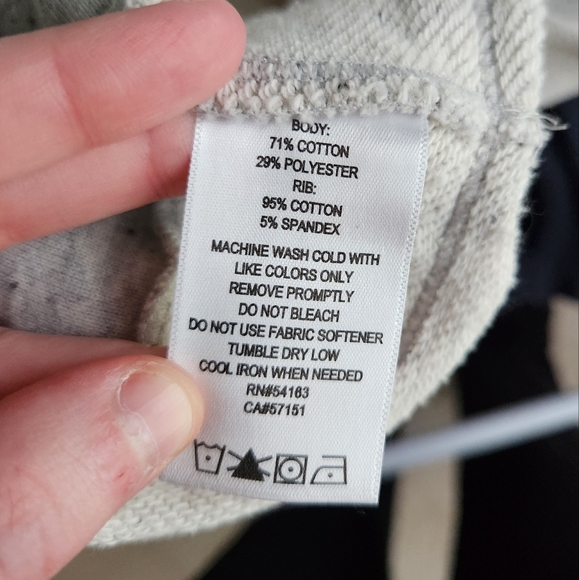 BODY:
71% COTTON
29% POLYESTER
RIB:
95% COTTON
5% SPANDEX
MACHINE WASH COLD WITH
LIKE COLORS ONLY
REMOVE PROMPTLY
DO NOT BLEACH
DO NOT USE FABRIC SOFTENER
TUMBLE DRY LOW
COOL IRON WHEN NEEDED
RN#54163
CA#57151